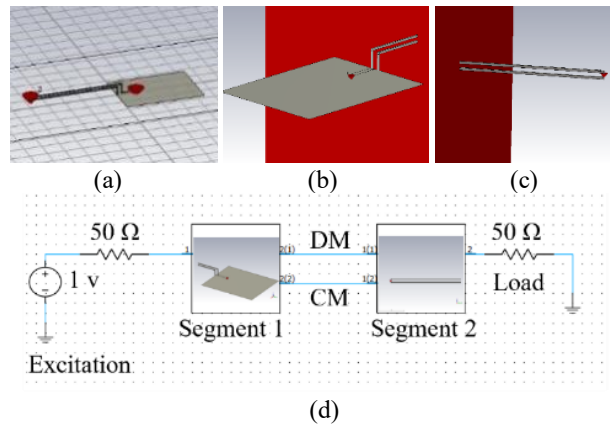 (a)
(b)
(c)
50 Ω
1 v
Excitation
1
Segment 1
2(1)
DM
1(1)
2(2)
CM
1(2)
Segment 2
2
50 Ω
Load
(d)